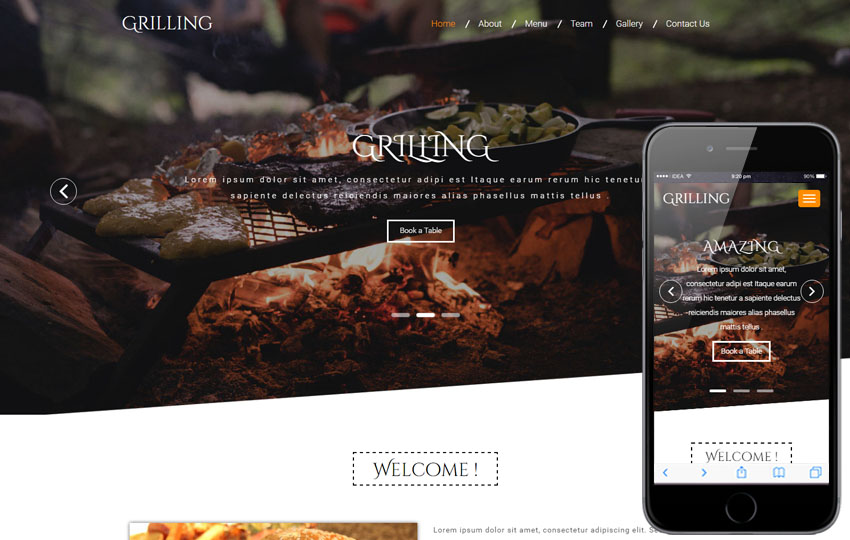 GRILLING
Home / About / Menu / Team / Gallery / Contact Us
GRILLING
Lorem ipsum dolor sit amet, consectetur adipi est Itaque earum rerum hic tenetur
sapiente delectus reiciendis maiores alias phasellus mattis tellus .
Book a Table
WELCOME !
Lorem ipsum dolor sit amet, consectetur adipiscing elit.
IDEA 9:20 pm 90%
GRILLING
AMAZING
Lorem ipsum dolor sit amet,
consectetur adipi est Itaque earum
rerum hic tenetur a sapiente delectus
reiciendis maiores alias phasellus
mattis tellus .
Book a Table
WELCOME !